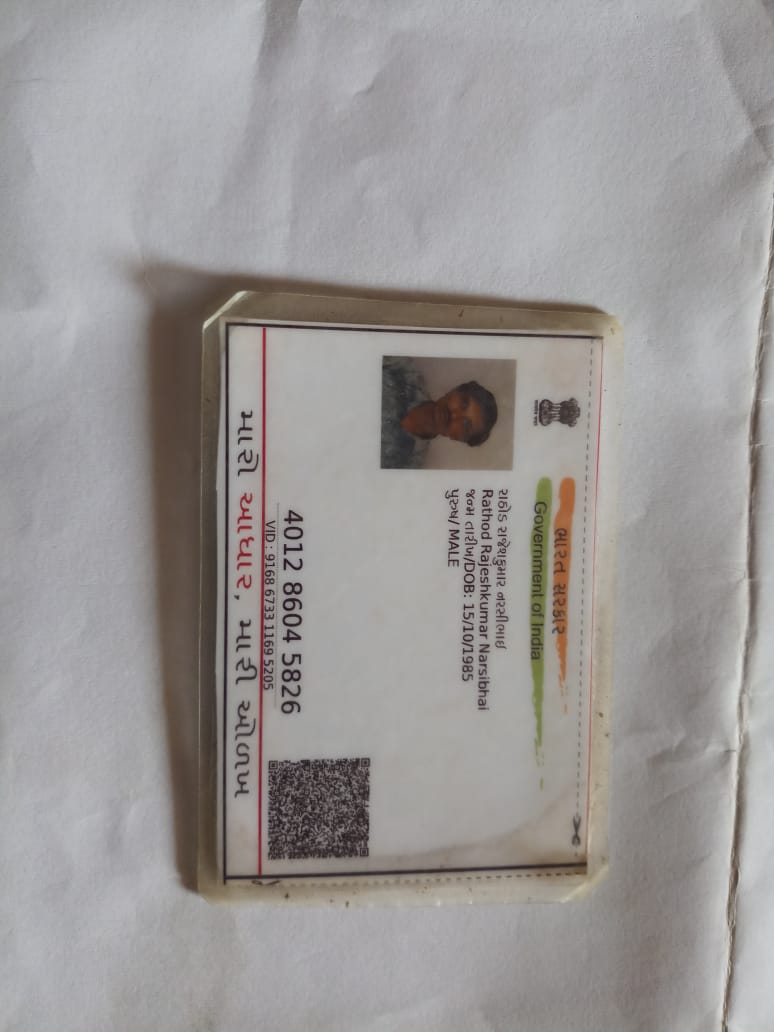 ભારત સરકાર
Government of India
રાઠોડ રાજેશકુમાર નરસીભાઈ
Rathod Rajeshkumar Narsibhai
જન્મ તારીખ/DOB: 15/10/1985
પુરુષ/ MALE
4012 8604 5826
VID : 9168 6733 1169 5205
મારો આધાર, મારી ઓળખ